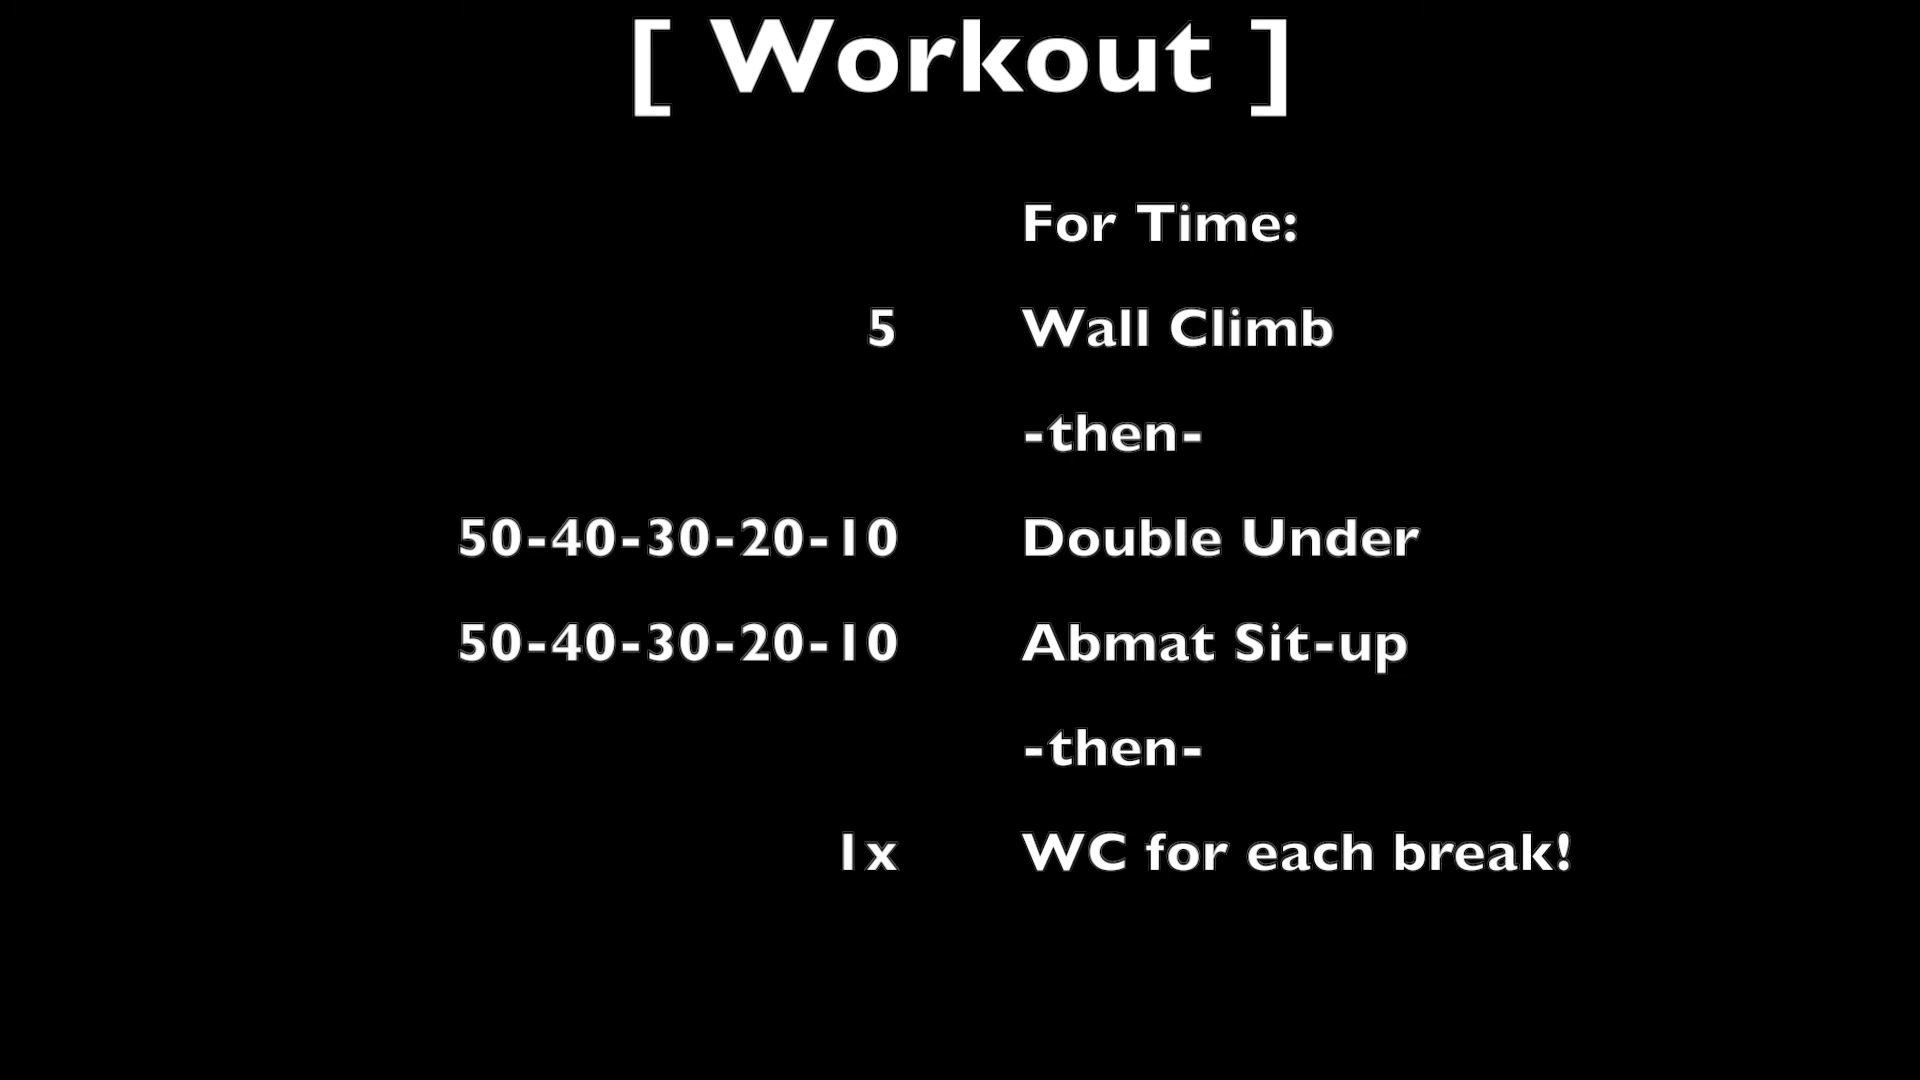 [ Workout ]
For Time:
5 Wall Climb
-then-
50-40-30-20-10 Double Under
50-40-30-20-10 Abmat Sit-up
-then-
1x WC for each break!